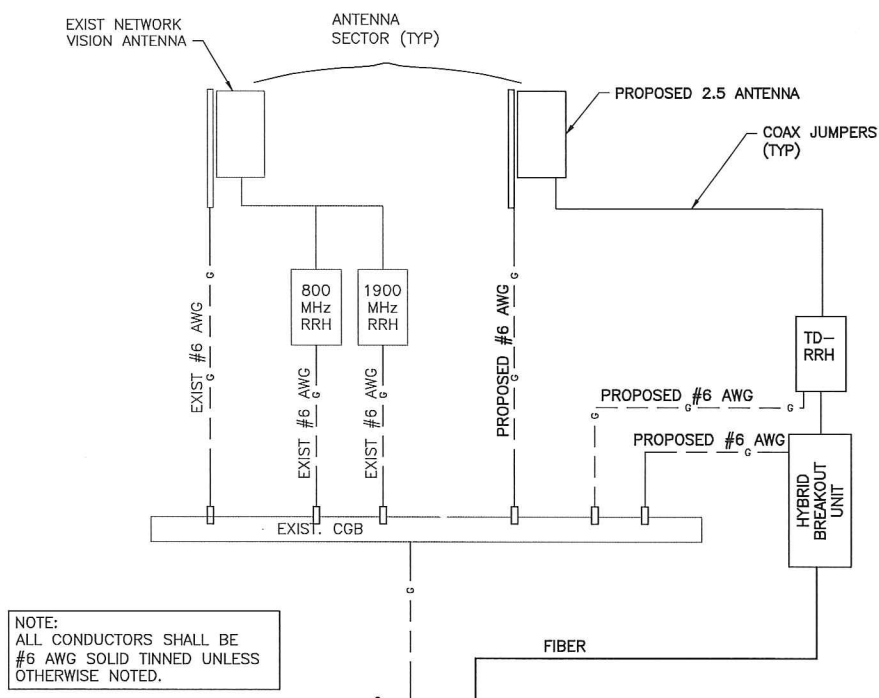 EXIST NETWORK
VISION ANTENNA
ANTENNA
SECTOR (TYP)
PROPOSED 2.5 ANTENNA
COAX JUMPERS
(TYP)
G
G
G
EXIST #6 AWG
G
800
MHz
RRH
1900
MHz
RRH
EXIST #6 AWG
G
EXIST #6 AWG
G
PROPOSED #6 AWG
G
TD-
RRH
PROPOSED #6 AWG
G
G
G
PROPOSED #6 AWG
G
HYBRID
BREAKOUT
UNIT
EXIST. CGB
G
NOTE:
ALL CONDUCTORS SHALL BE
#6 AWG SOLID TINNED UNLESS
OTHERWISE NOTED.
FIBER